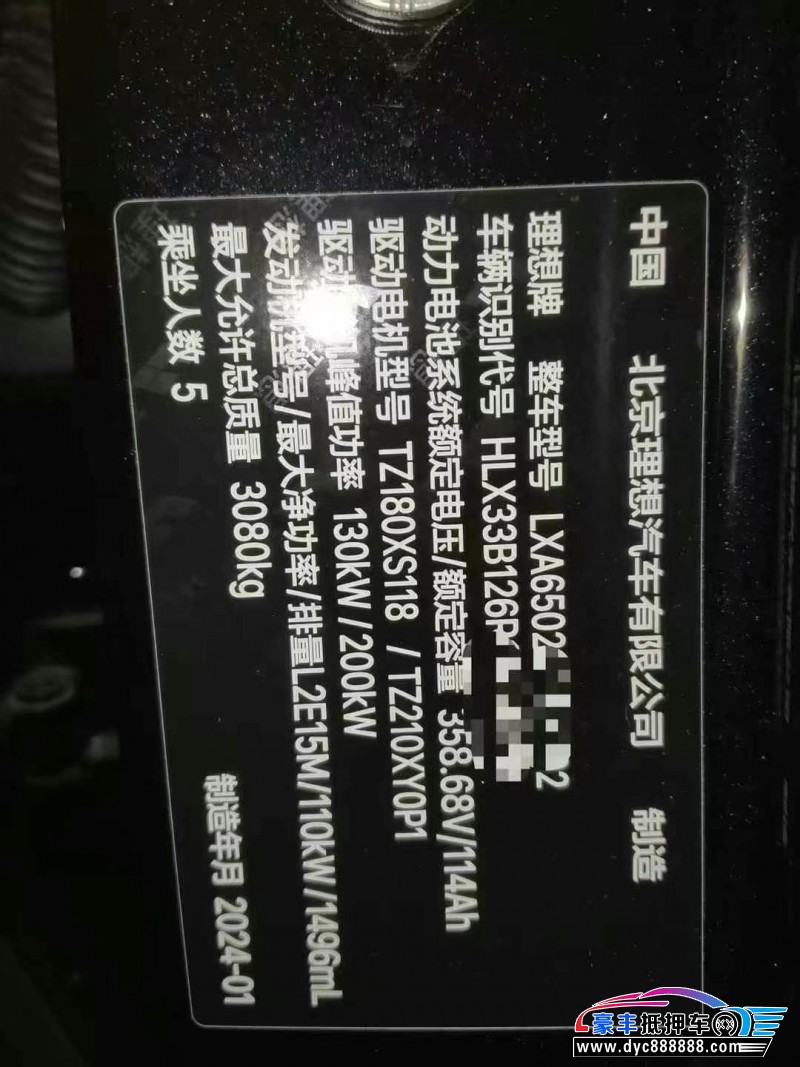 中国 北京理想汽车有限公司 制造
理想牌 整车型号 LXA6502 2
车辆识别代号 HLX33B126P
动力电池系统额定电压/额定容量 358.68V/114Ah
驱动电机型号 TZ180XS118 / TZ210XY0P1
驱动 峰值功率 130kW/200kW
发动机型号/最大净功率/排量L2E15M/110kW/1496mL
最大允许总质量 3080kg
乘坐人数 5
制造年月 2024-01
豪丰抵押车
www.dyc888888.com